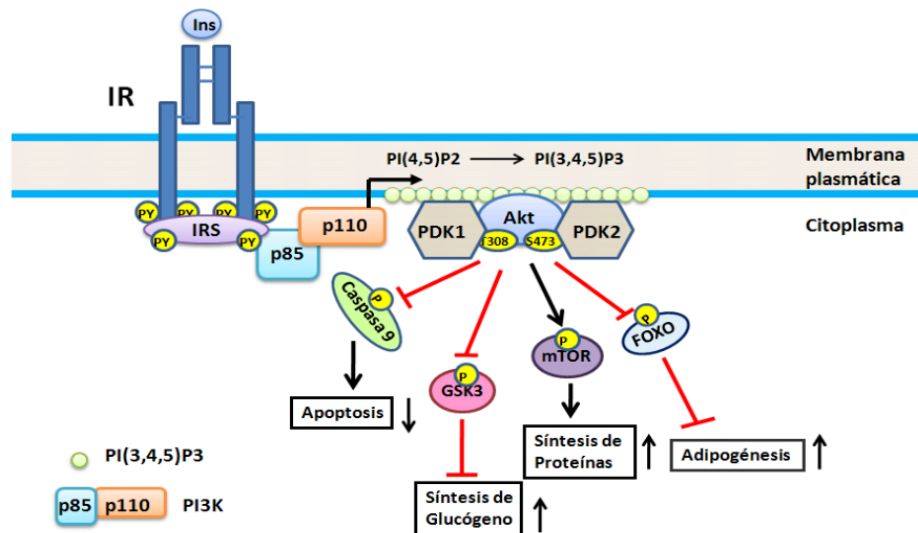 Ins
IR
PI(4,5)P2 → PI(3,4,5)P3
Membrana
plasmática
Citoplasma
PY PY PY PY
IRS
PY PY
p85
p110
PDK1
Akt
PDK2
T308 S473
P
Caspasa 9
P
GSK3
P
mTOR
P
FOXO
Apoptosis
Síntesis de
Glucógeno
Síntesis de
Proteínas
Adipogénesis
PI(3,4,5)P3
p85 p110 PI3K